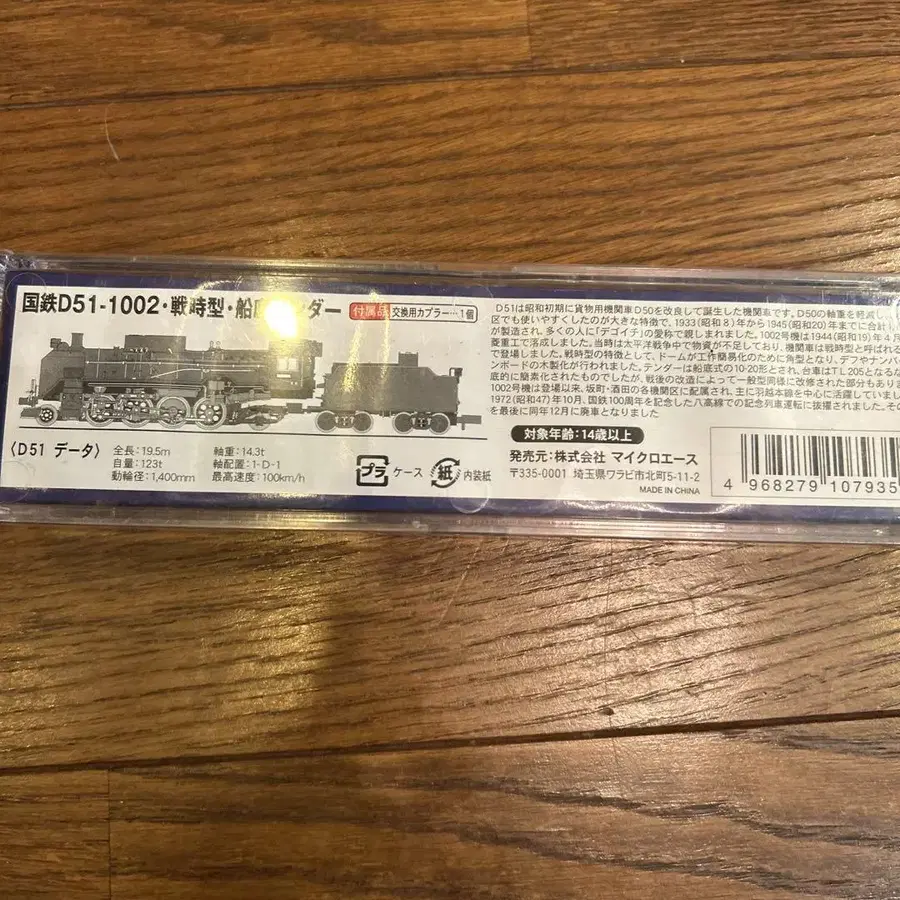 国鉄D51-1002・戦時型・船底 ンダー
付属品 交換用カプラー…1個
〈D51 データ〉
全長:19.5m
自量:123t
動輪径:1,400mm
軸重:14.3t
軸配置:1-D-1
最高速度:100km/h
プラ ケース 紙 内装紙
D51は昭和初期に貨物用機関車D50を改良して誕生した機関車です。D50の軸重を軽減し
区でも使いやすくしたのが大きな特徴で、1933(昭和8)年から1945(昭和20)年までに合計1,
が製造され、多くの人に「デゴイチ」の愛称で親しまれました。1002号機は1944(昭和19)年4月
菱重工で落成しました。当時は太平洋戦争中で物資が不足しており、機関車は戦時型と呼ばれる
で登場しました。戦時型の特徴として、ドームが工作簡易化のために角型となり、デフやナンバ
ンボードの木製化が行われました。テンダーは船底式の10-20形とされ、台車はTL205となるな
底的に簡素化されたものでしたが、戦後の改造によって一般型同様に改修された部分もあり
1002号機は登場以来、坂町・酒田の各機関区に配属され、主に羽越本線を中心に活躍していまし
1972(昭和47)年10月、国鉄100周年を記念した八高線での記念列車運転に抜擢されました。その
を最後に同年12月に廃車となりました
対象年齢:14歳以上
発売元:株式会社 マイクロエース
〒335-0001 埼玉県ワラビ市北町5-11-2
MADE IN CHINA
4 968279 107935